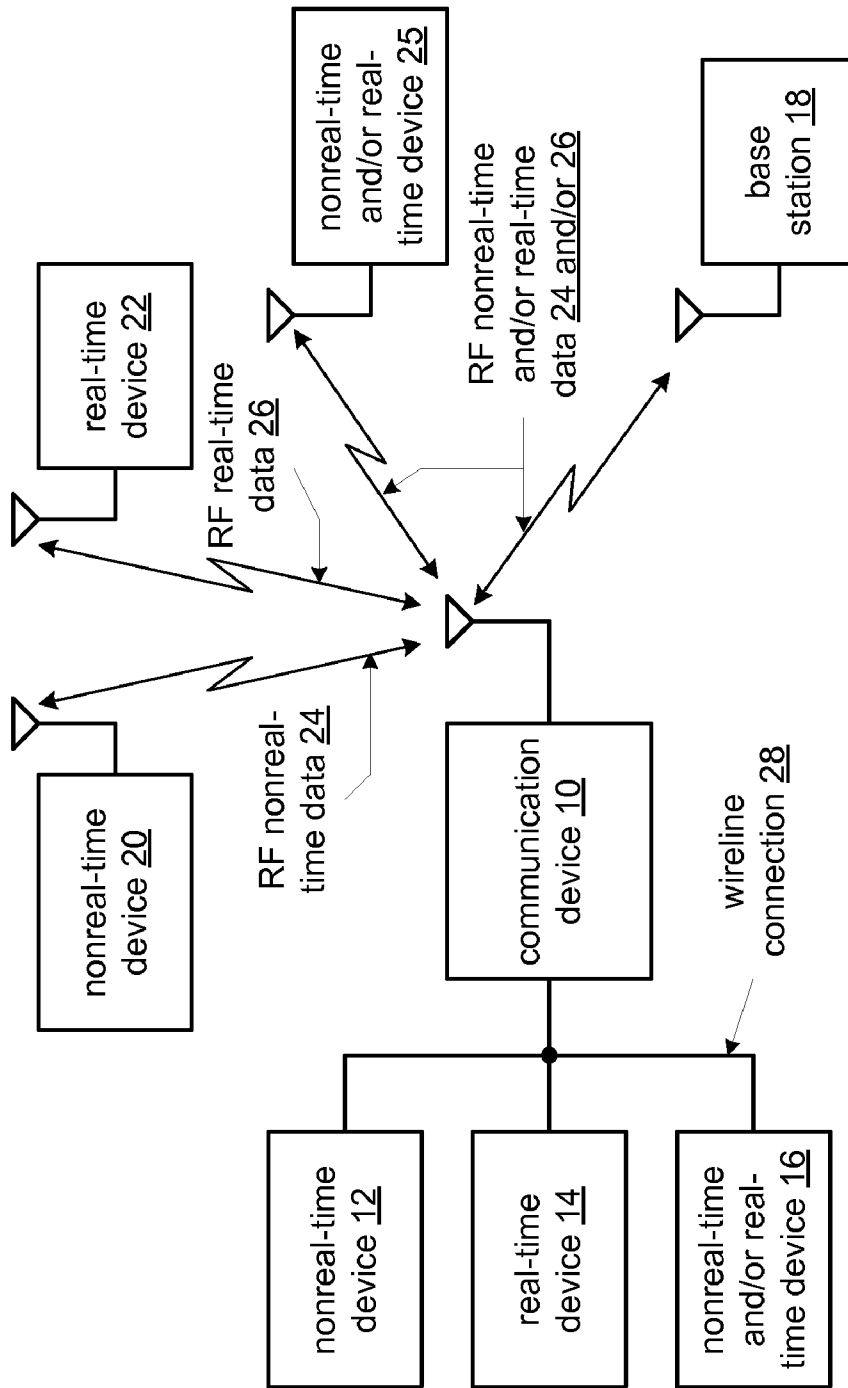 nonreal-time
device 20
real-time
device 22
RF nonreal-
time data 24
RF real-time
data 26
nonreal-time
and/or real-
time device 25
nonreal-time
device 12
communication
device 10
RF nonreal-time
and/or real-time
data 24 and/or 26
real-time
device 14
nonreal-time
and/or real-
time device 16
wireline
connection 28
base
station 18